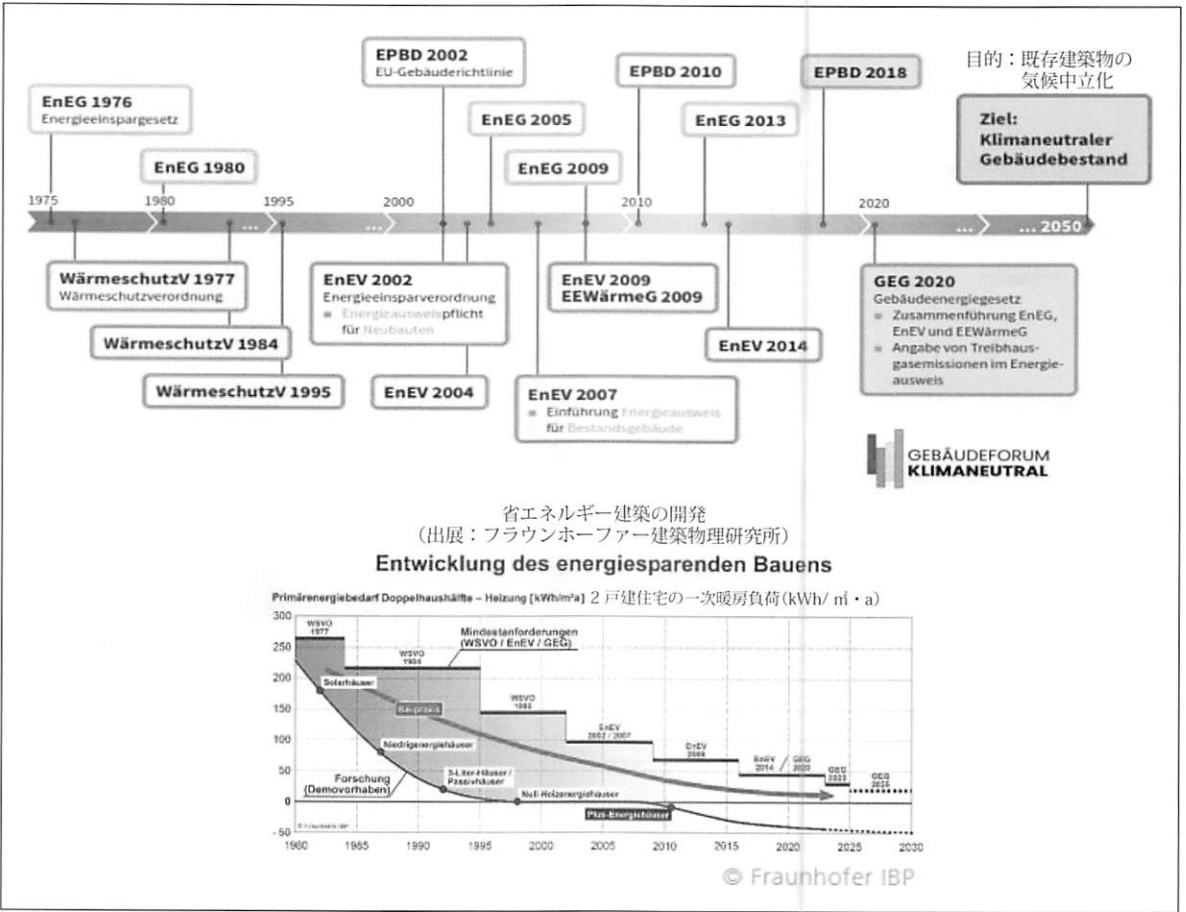 EPBD 2002
EU-Gebäuderichtlinie
EPBD 2010
EPBD 2018
目的：既存建築物の
気候中立化
EnEG 1976
Energieeinspargesetz
EnEG 1980
EnEG 2005
EnEG 2009
EnEG 2013
Ziel:
Klimaneutraler
Gebäudebestand
1975
1980
1995
2000
2010
2020
...
...
...
... 2050
WärmeschutzV 1977
Wärmeschutzverordnung
WärmeschutzV 1984
WärmeschutzV 1995
EnEV 2002
Energieeinsparverordnung
Energieausweispflicht
für Neubauten
EnEV 2004
EnEV 2007
Einführung Energieausweis
für Bestandsgebäude
EnEV 2009
EEWärmeG 2009
EnEV 2014
GEG 2020
Gebäudeenergiegesetz
Zusammenführung EnEG,
EnEV und EEWärmeG
Angabe von Treibhaus-
gasemissionen im Energie-
ausweis
GEBÄUDEFORUM
KLIMANEUTRAL
省エネルギー建築の開発
（出展：フラウンホーファー建築物理研究所）
Entwicklung des energiesparenden Bauens
Primärenergiebedarf Doppelhaushälfte – Heizung [kWh/m²a] 2戸建住宅の一次暖房負荷(kWh/㎡・a)
300
250
200
150
100
50
0
-50
WSVO
1977
WSVO
1984
Mindestanforderungen
(WSVO / EnEV / GEG)
WSVO
1995
EnEV
2002 / 2007
EnEV
2009
EnEV / GEG
2014 / 2020
GEG
2023
GEG
2025
Solarhäuser
Baupraxis
Niedrigenergiehäuser
Forschung
(Demovorhaben)
3-Liter-Häuser /
Passivhäuser
Null-Heizenergiehäuser
Plus-Energiehäuser
© Fraunhofer IBP
1980
1985
1990
1995
2000
2005
2010
2015
2020
2025
2030
© Fraunhofer IBP